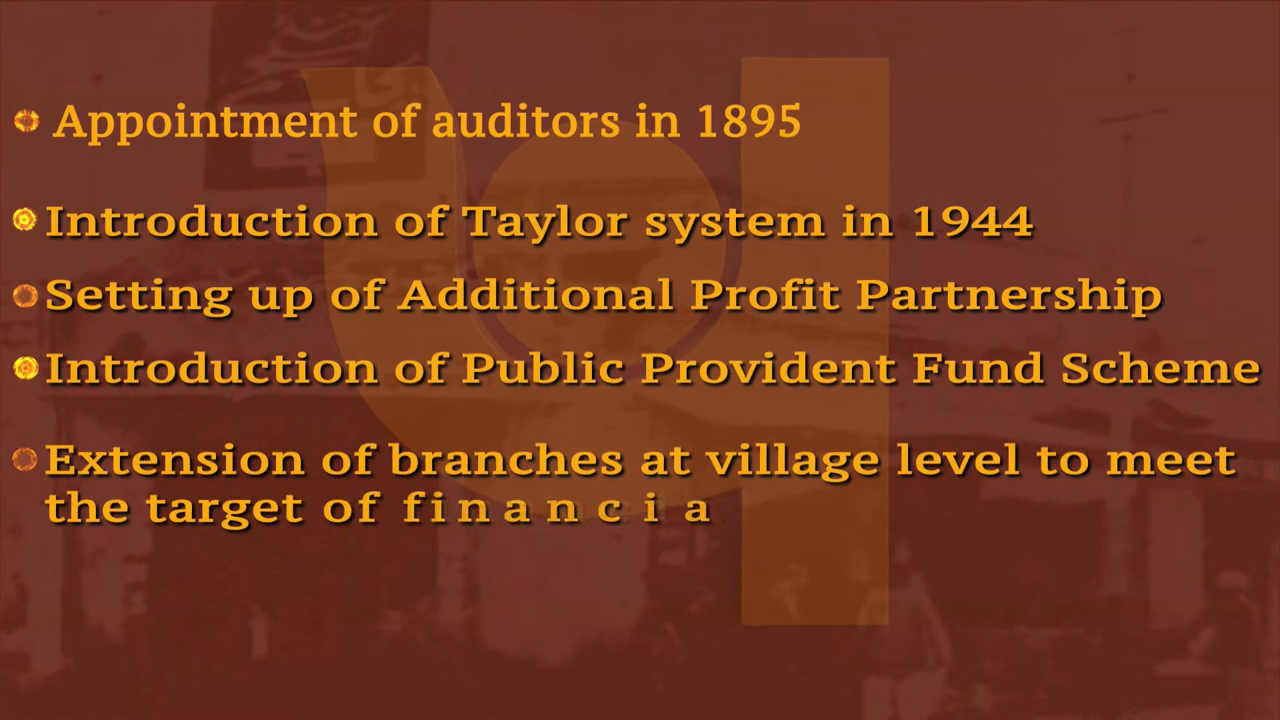 Appointment of auditors in 1895
Introduction of Taylor system in 1944
Setting up of Additional Profit Partnership
Introduction of Public Provident Fund Scheme
Extension of branches at village level to meet
the target of financia